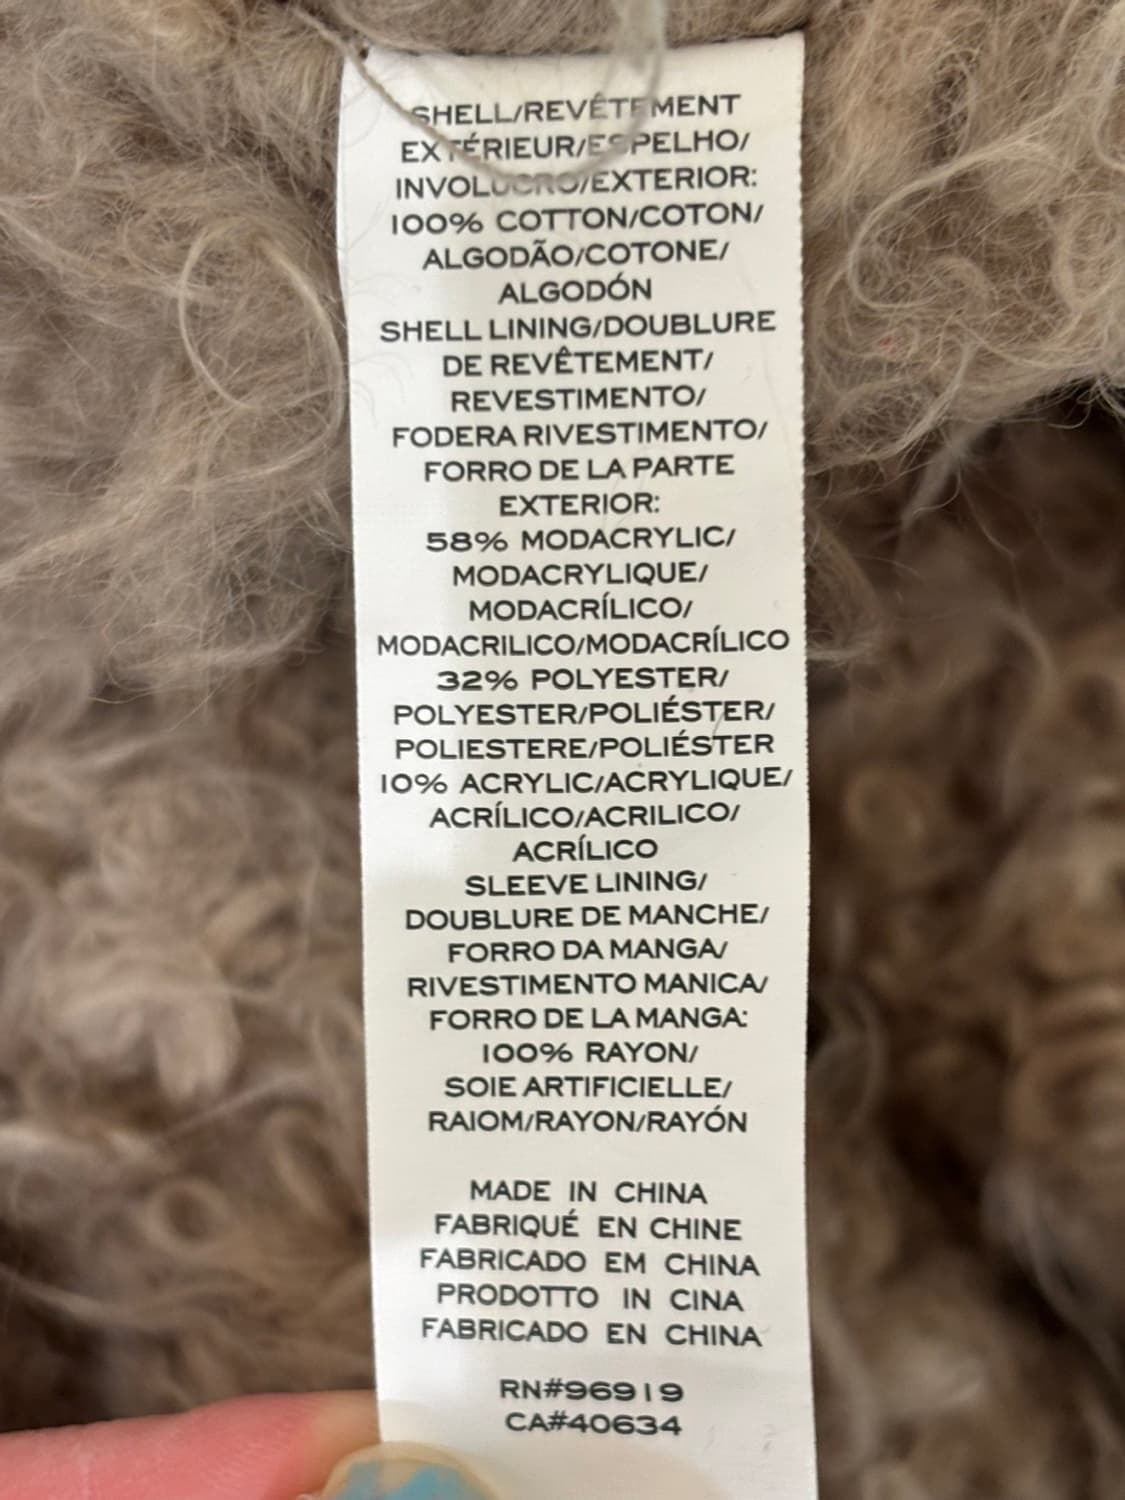 SHELL/REVÊTEMENT
EXTÉRIEUR/ESPELHO/
INVOLUCRO/EXTERIOR:
100% COTTON/COTON/
ALGODÃO/COTONE/
ALGODÓN
SHELL LINING/DOUBLURE
DE REVÊTEMENT/
REVESTIMENTO/
FODERA RIVESTIMENTO/
FORRO DE LA PARTE
EXTERIOR:
58% MODACRYLIC/
MODACRYLIQUE/
MODACRÍLICO/
MODACRILICO/MODACRÍLICO
32% POLYESTER/
POLYESTER/POLIÉSTER/
POLIESTERE/POLIÉSTER
10% ACRYLIC/ACRYLIQUE/
ACRÍLICO/ACRILICO/
ACRÍLICO
SLEEVE LINING/
DOUBLURE DE MANCHE/
FORRO DA MANGA/
RIVESTIMENTO MANICA/
FORRO DE LA MANGA:
100% RAYON/
SOIE ARTIFICIELLE/
RAIOM/RAYON/RAYÓN
MADE IN CHINA
FABRIQUÉ EN CHINE
FABRICADO EM CHINA
PRODOTTO IN CINA
FABRICADO EN CHINA
RN#96919
CA#40634